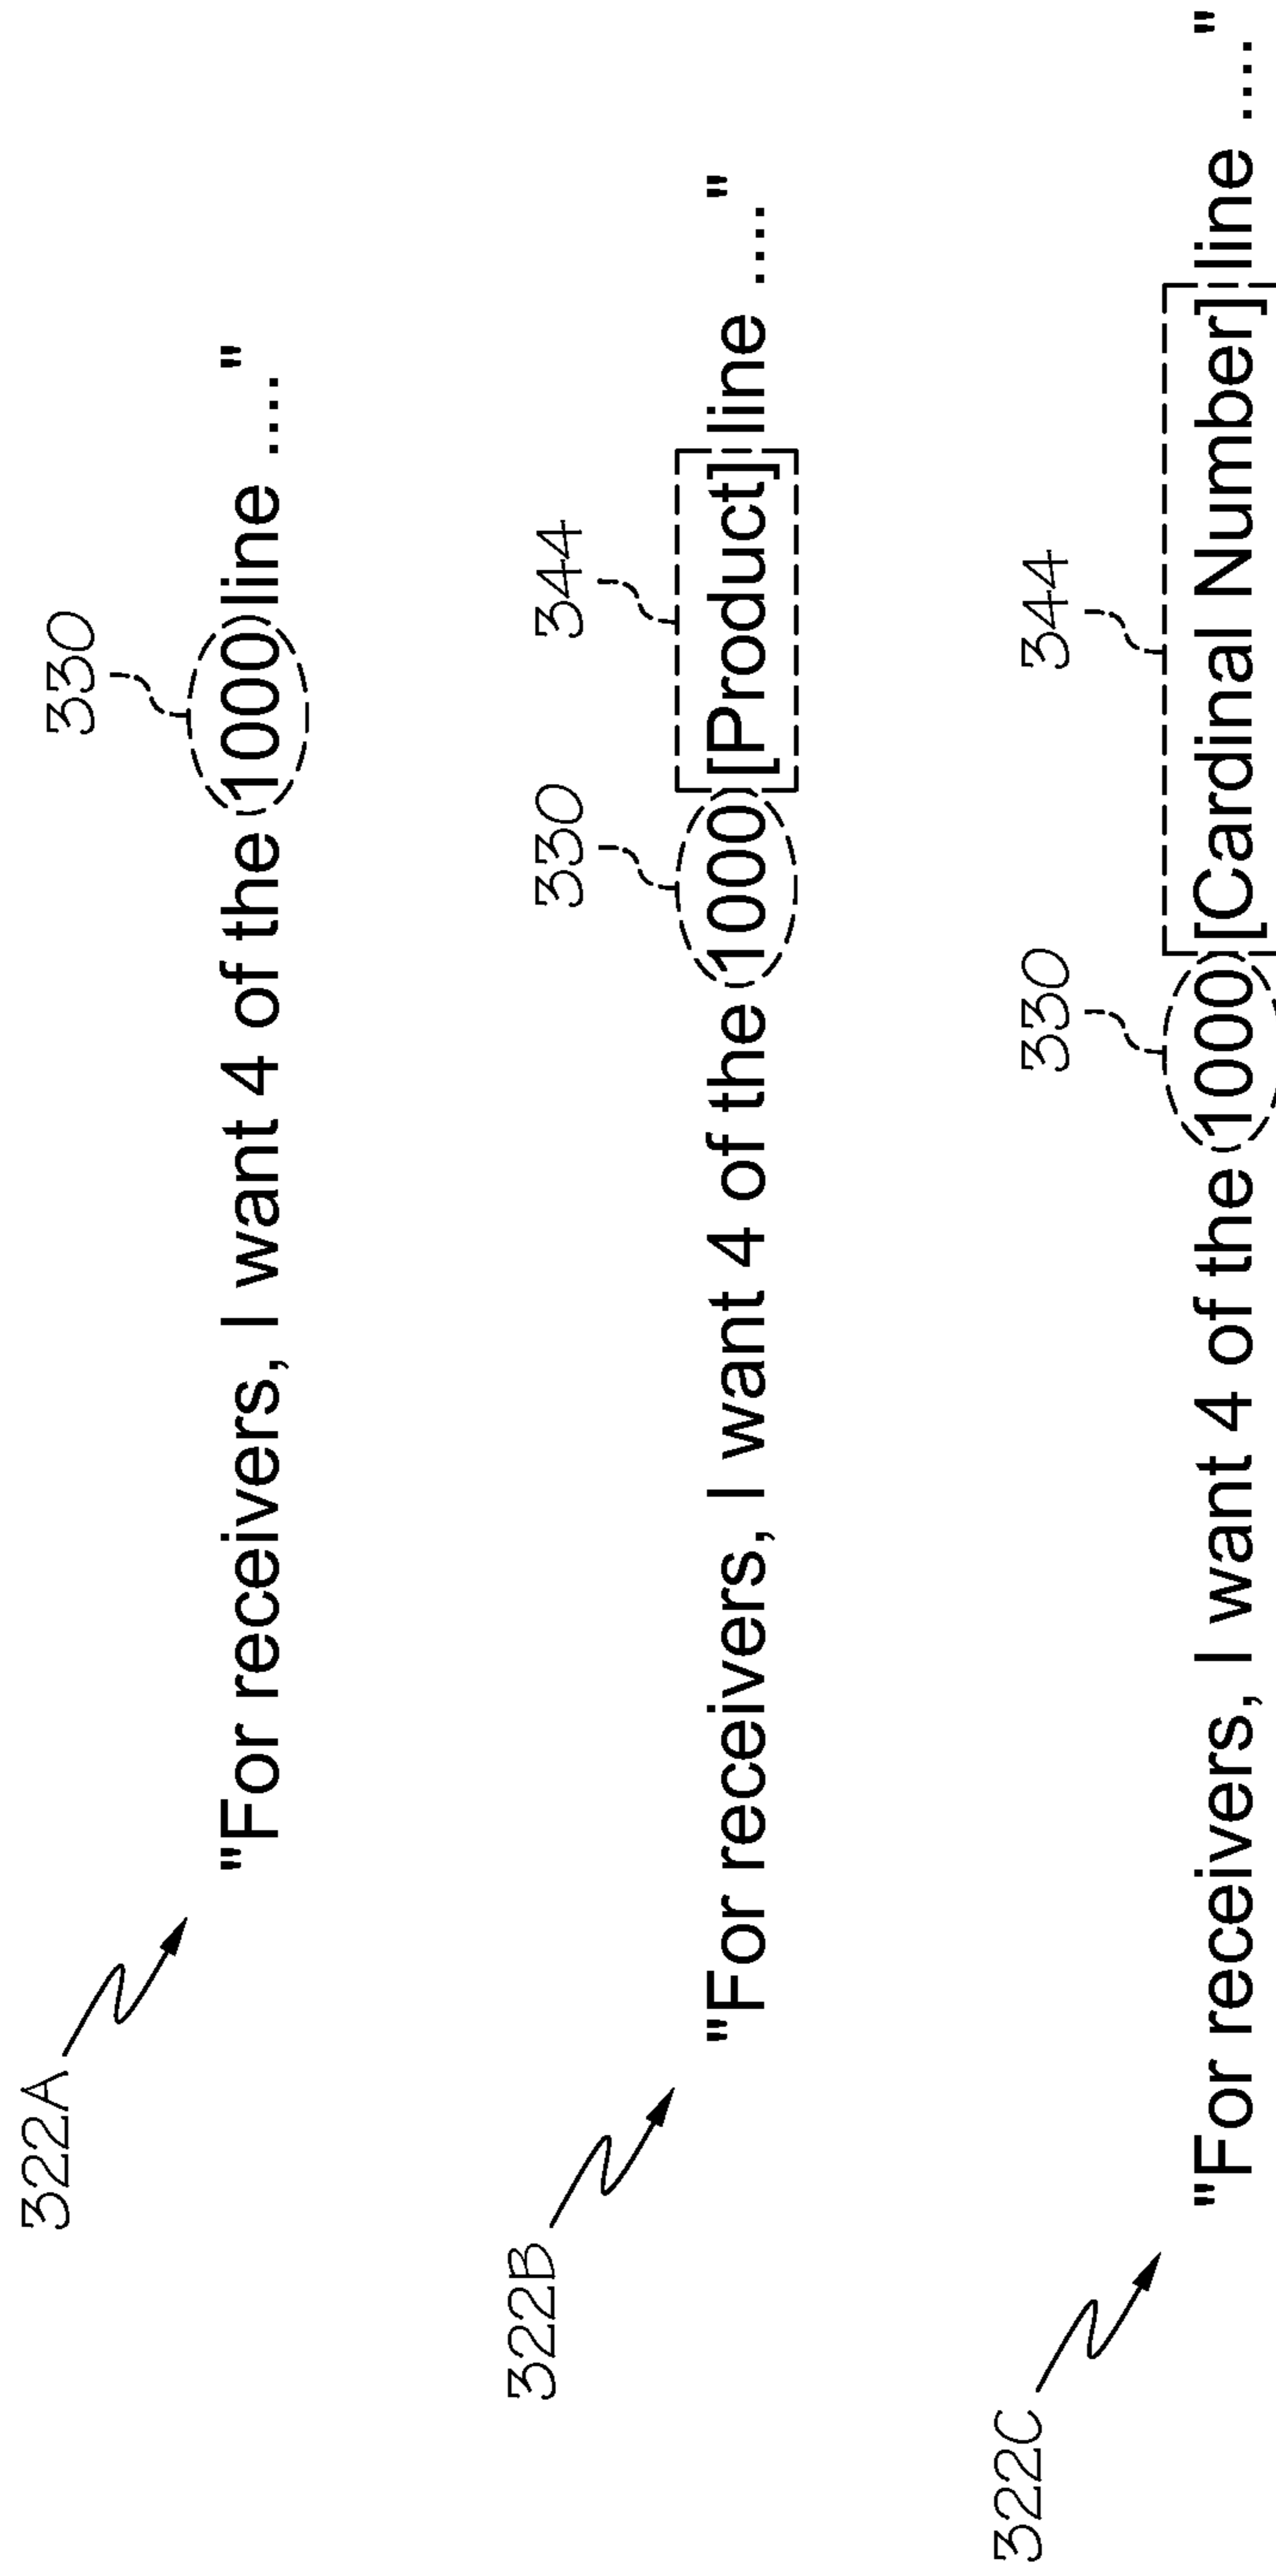 330
322A
"For receivers, I want 4 of the 1000 line ...."
330 344
322B
"For receivers, I want 4 of the 1000 [Product] line ...."
330 344
322C
"For receivers, I want 4 of the 1000 [Cardinal Number] line ...."